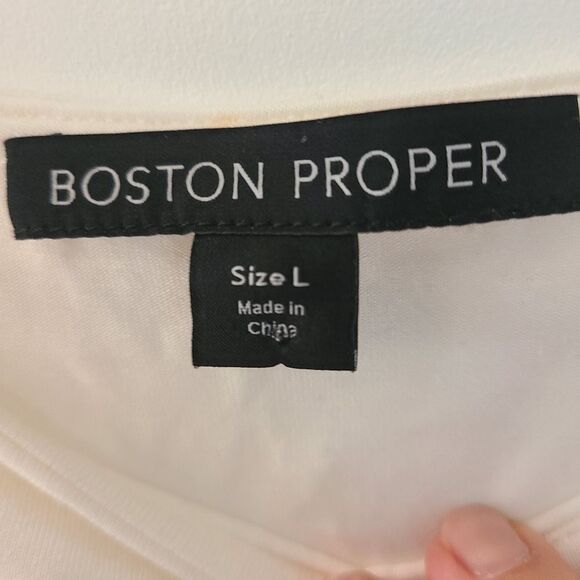 BOSTON PROPER
Size L
Made in
China